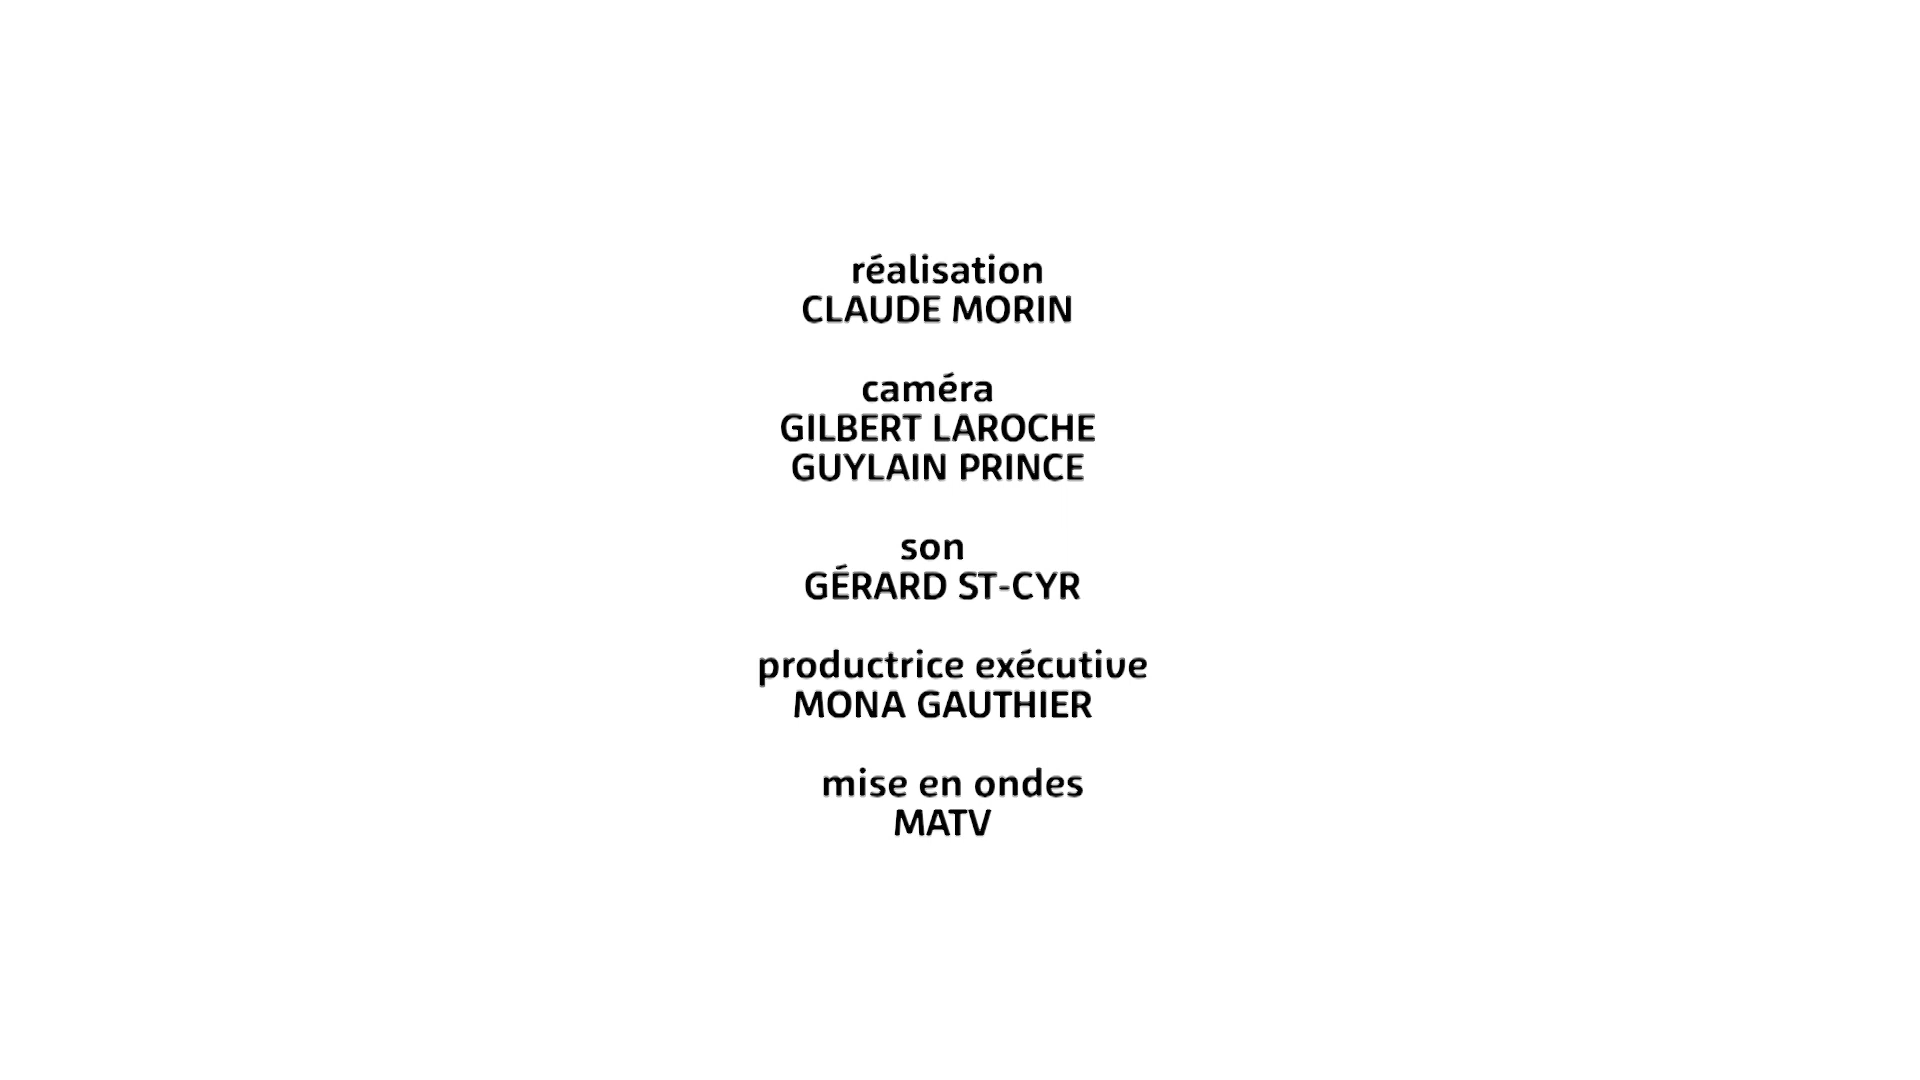 réalisation
CLAUDE MORIN
caméra
GILBERT LAROCHE
GUYLAIN PRINCE
son
GÉRARD ST-CYR
productrice exécutive
MONA GAUTHIER
mise en ondes
MATV